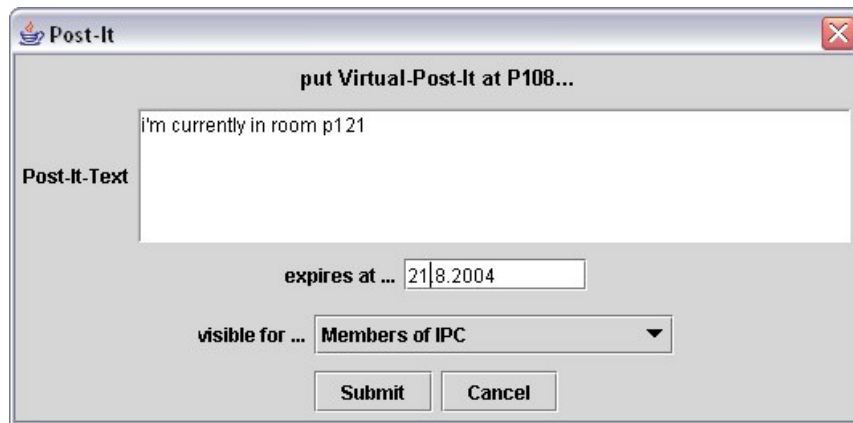 Post-It
put Virtual-Post-It at P108...
i'm currently in room p121
Post-It-Text
expires at ... 21.8.2004
visible for ... Members of IPC
Submit Cancel